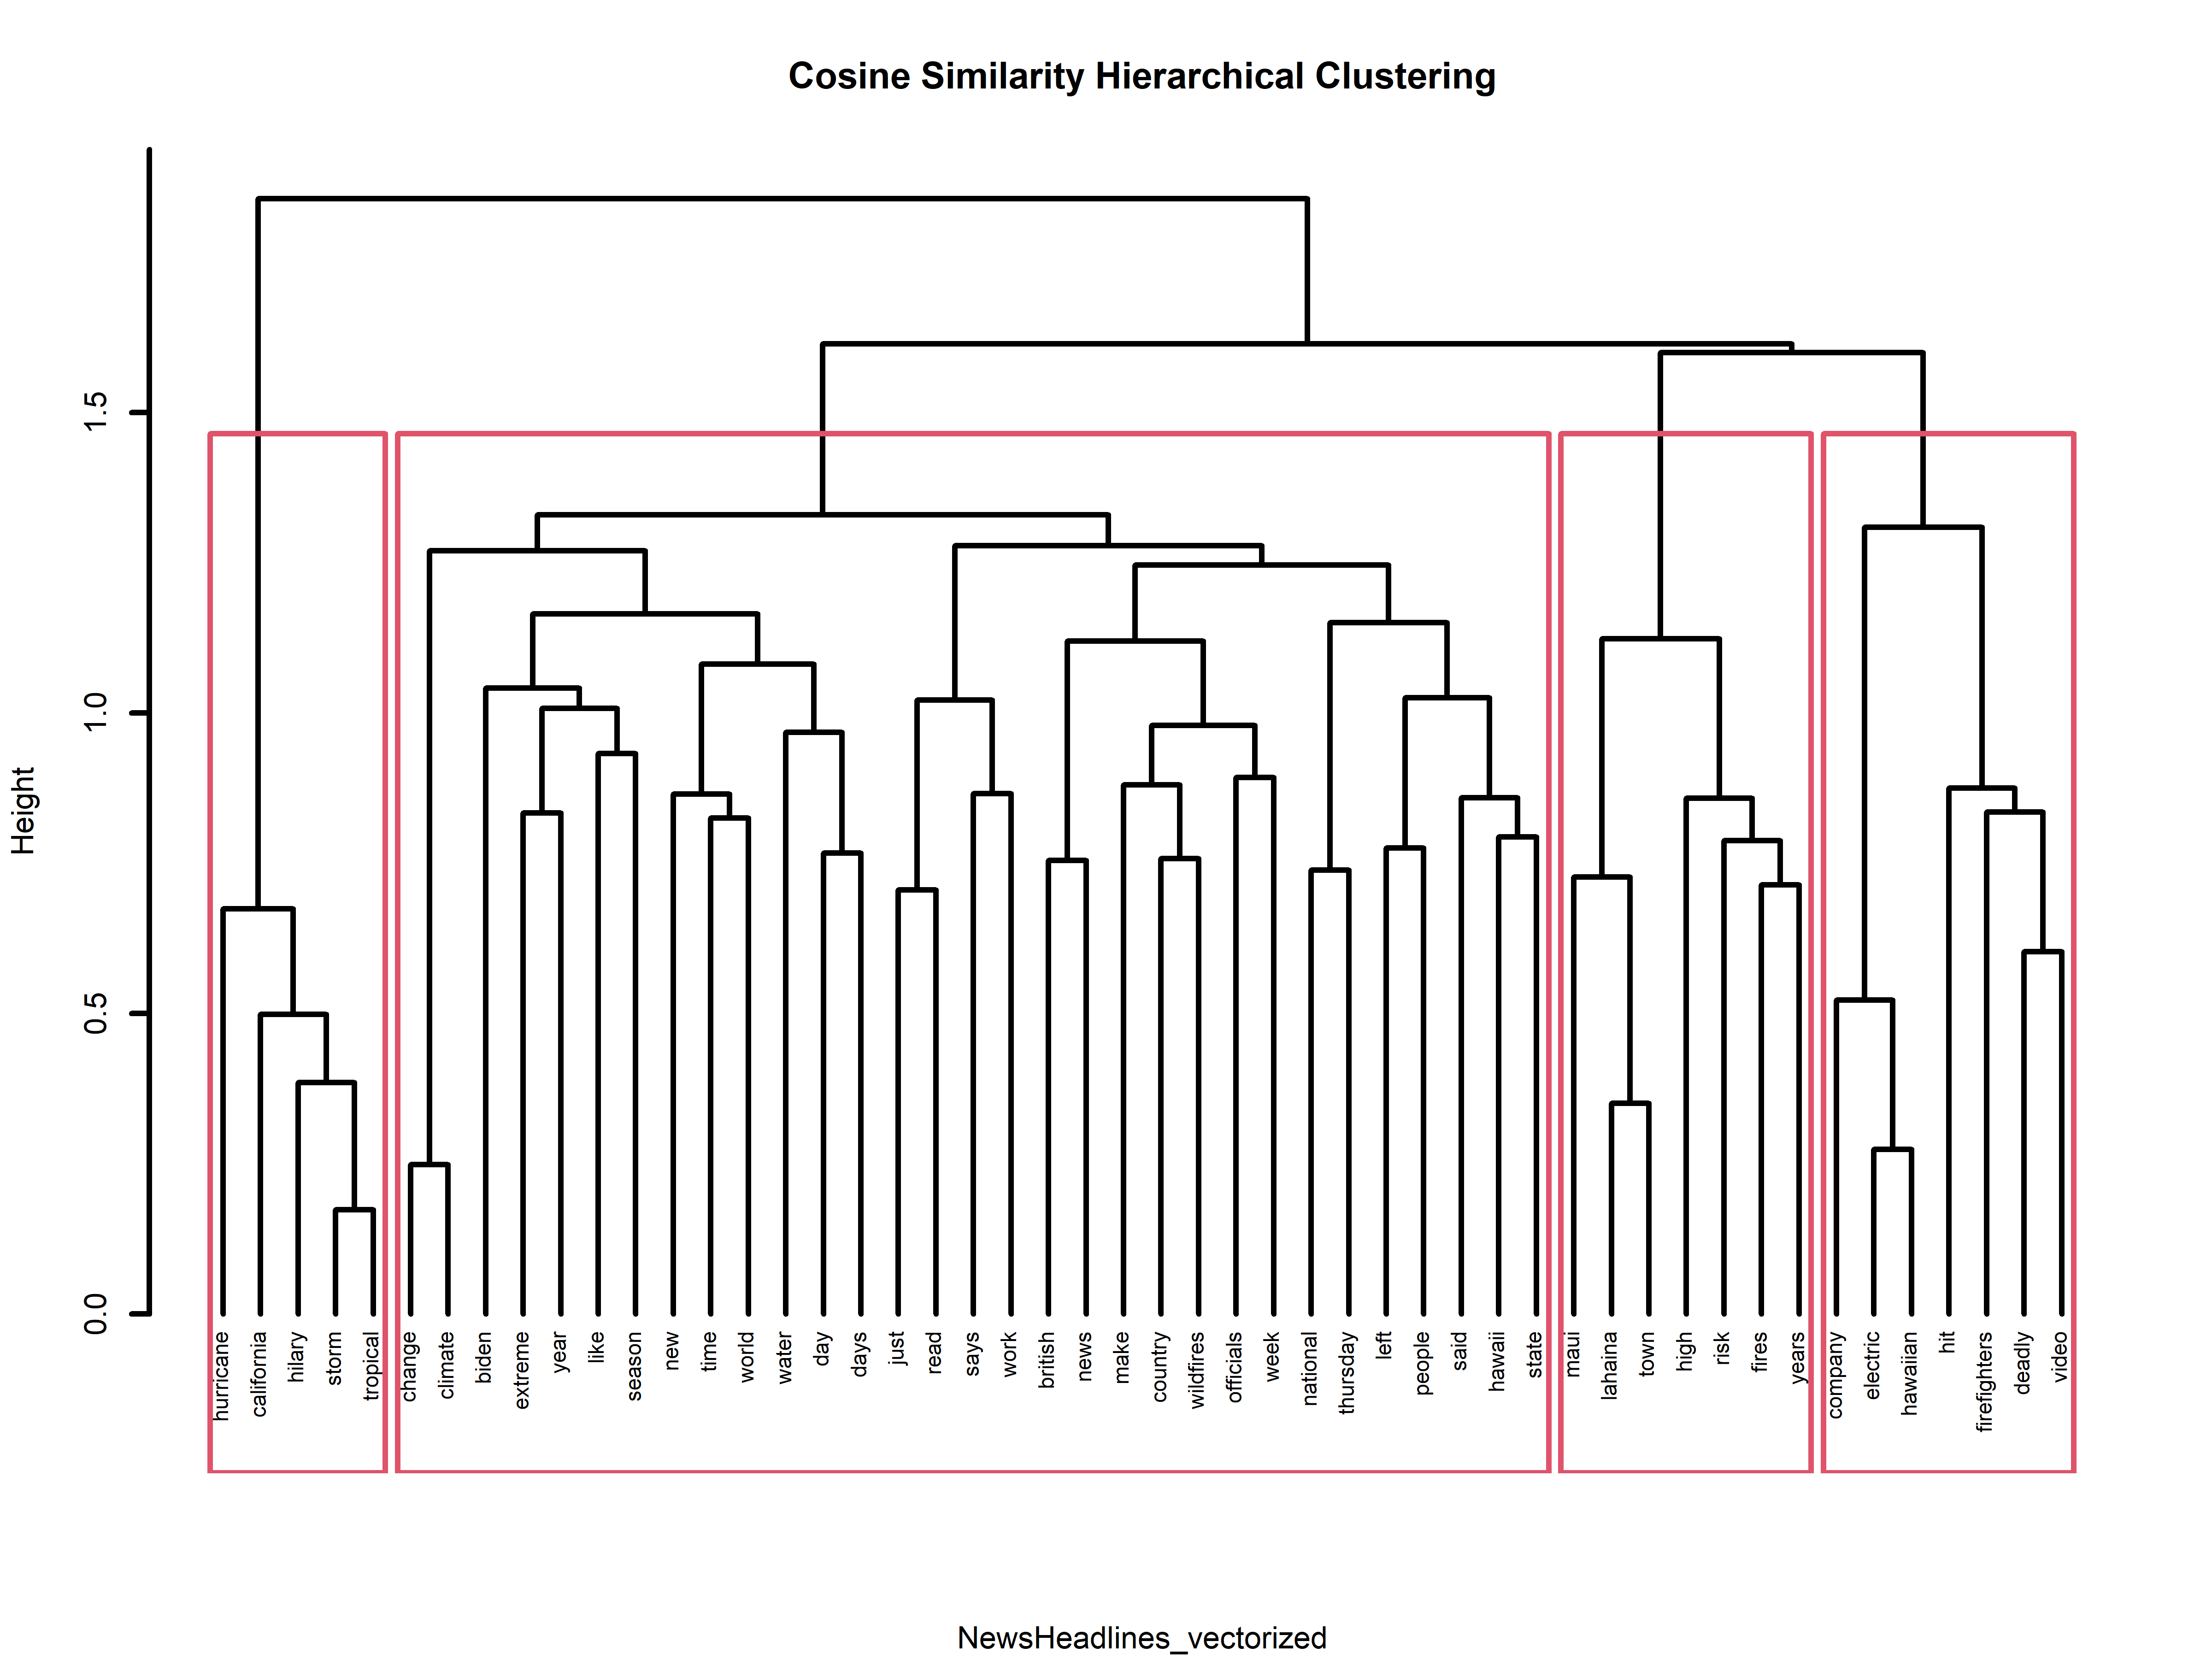 Cosine Similarity Hierarchical Clustering
Height
1.5
1.0
0.5
0.0
hurricane
california
hilary
storm
tropical
change
climate
biden
extreme
year
like
season
new
time
world
water
day
days
just
read
says
work
british
news
make
country
wildfires
officials
week
national
thursday
left
people
said
hawaii
state
maui
lahaina
town
high
risk
fires
years
company
electric
hawaiian
hit
firefighters
deadly
video
NewsHeadlines_vectorized